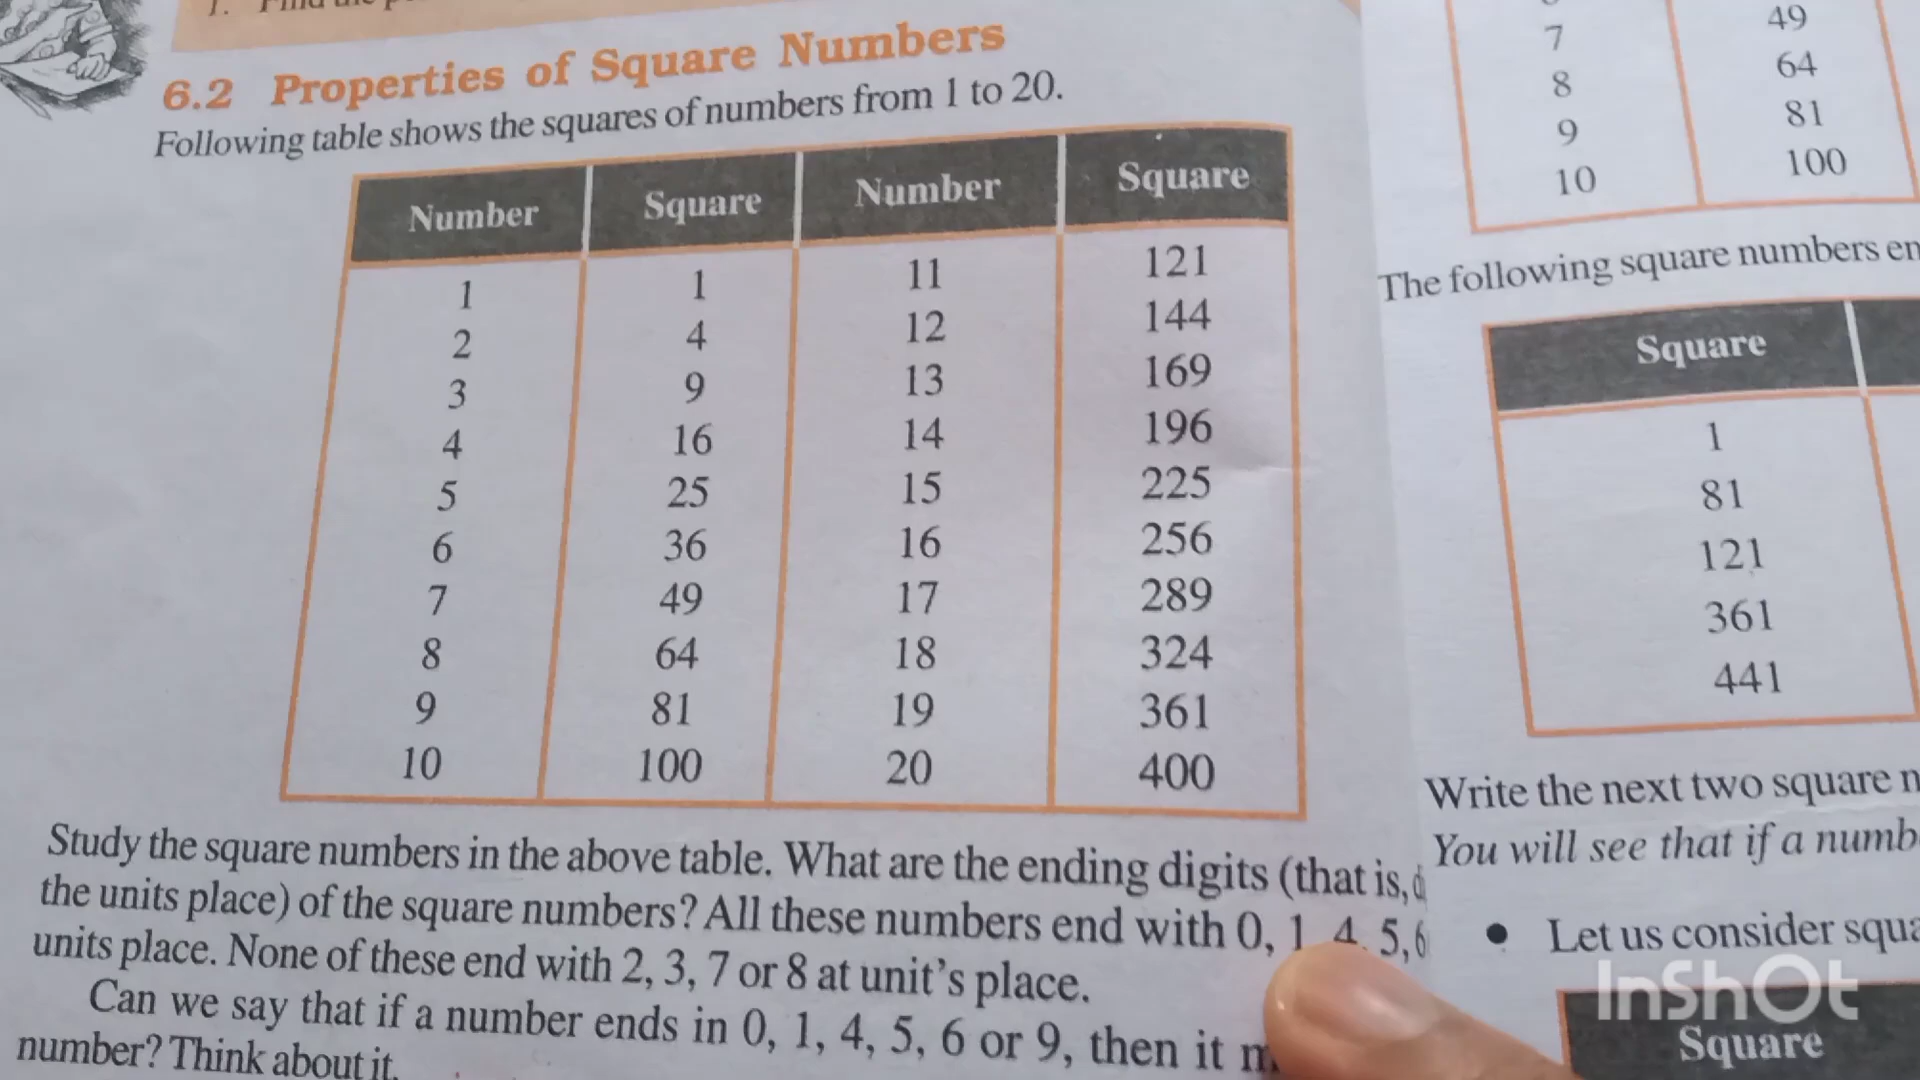 6.2 Properties of Square Numbers
Following table shows the squares of numbers from 1 to 20.
Number Square Number Square
1 1 11 121
2 4 12 144
3 9 13 169
4 16 14 196
5 25 15 225
6 36 16 256
7 49 17 289
8 64 18 324
9 81 19 361
10 100 20 400
Study the square numbers in the above table. What are the ending digits (that is,
the units place) of the square numbers? All these numbers end with 0, 1, 4, 5, 6
units place. None of these end with 2, 3, 7 or 8 at unit's place.
Can we say that if a number ends in 0, 1, 4, 5, 6 or 9, then it
number? Think about it.
7 49
8 64
9 81
10 100
The following square numbers
Square
1
81
121
361
441
Write the next two square
You will see that if a
• Let us consider
Square
InShOt